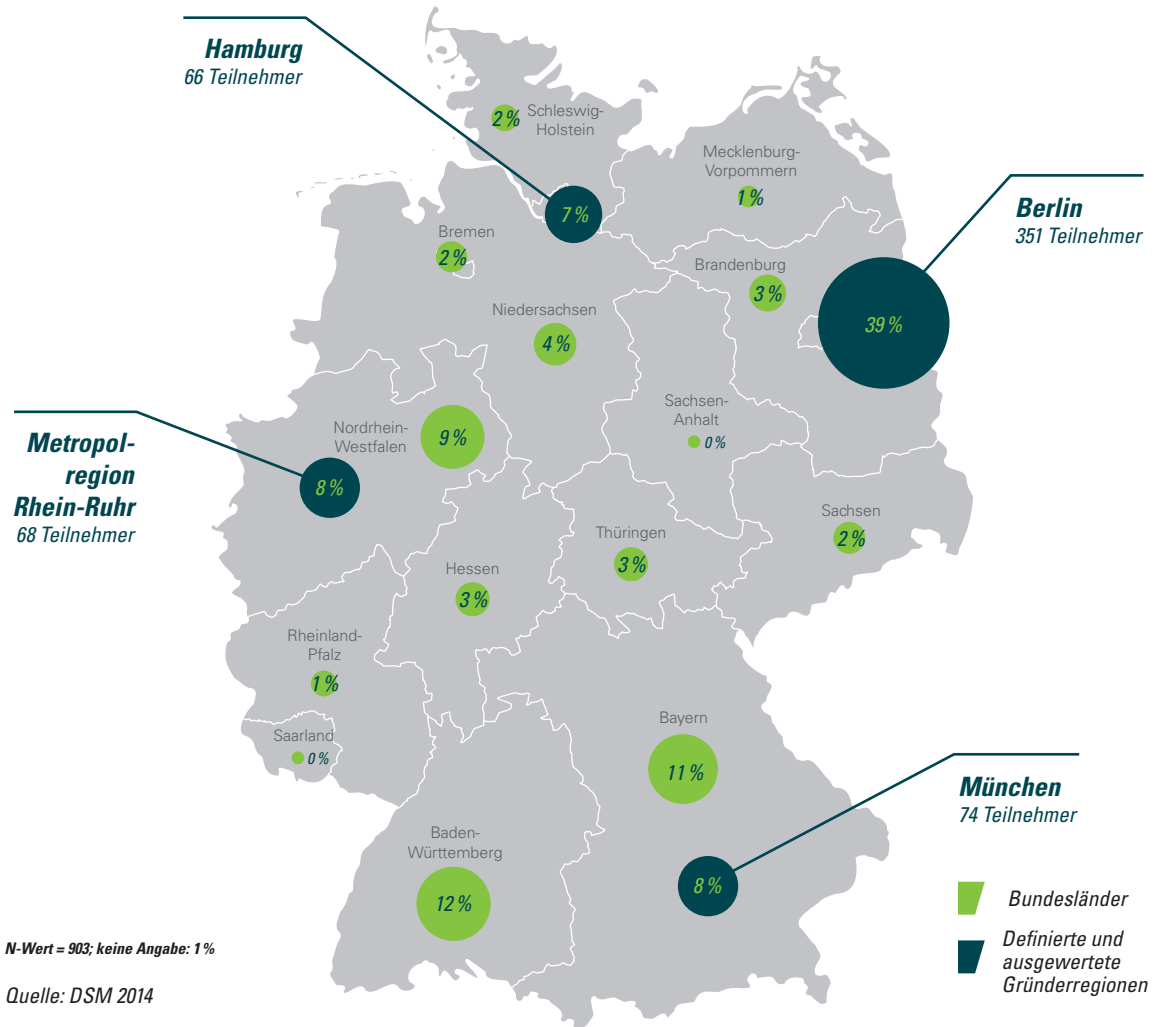 Hamburg
66 Teilnehmer
2 %
Schleswig-
Holstein
Mecklenburg-
Vorpommern
1 %
7 %
Berlin
351 Teilnehmer
Bremen
2 %
Brandenburg
3 %
39 %
Niedersachsen
4 %
Sachsen-
Anhalt
0 %
Nordrhein-
Westfalen
9 %
Metropol-
region
Rhein-Ruhr
68 Teilnehmer
8 %
Sachsen
2 %
Thüringen
3 %
Hessen
3 %
Rheinland-
Pfalz
1 %
Saarland
0 %
Bayern
11 %
München
74 Teilnehmer
Baden-
Württemberg
12 %
8 %
Bundesländer
Definierte und
ausgewertete
Gründerregionen
N-Wert = 903; keine Angabe: 1 %
Quelle: DSM 2014